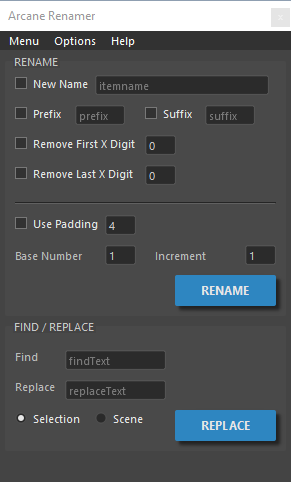 Arcane Renamer
Menu Options Help
RENAME
New Name itemname
Prefix prefix Suffix suffix
Remove First X Digit 0
Remove Last X Digit 0
Use Padding 4
Base Number 1 Increment 1
RENAME
FIND / REPLACE
Find findText
Replace replaceText
Selection Scene REPLACE